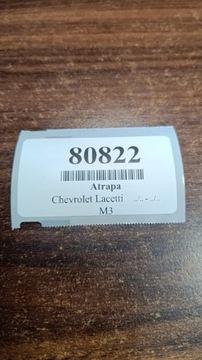 80822
Atrapa
Chevrolet Lacetti ../.. - ../..
M3